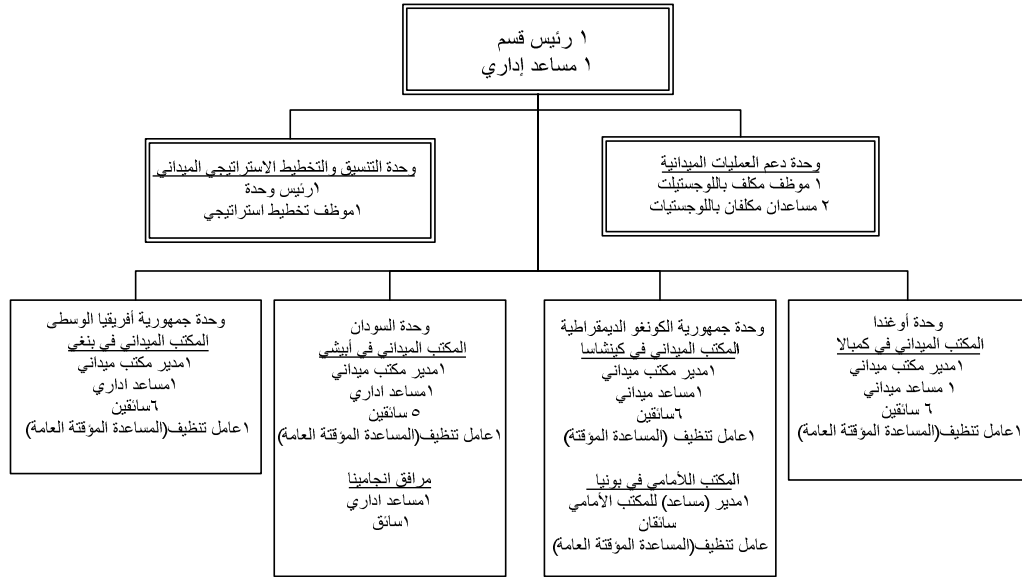 ١ رئيس قسم
١ مساعد إداري
وحدة دعم العمليات الميدانية
١ موظف مكلف باللوجستيلت
٢ مساعدان مكلفان باللوجستيات
وحدة التنسيق والتخطيط الاستراتيجي الميداني
١رئيس وحدة
١موظف تخطيط استراتيجي
وحدة أوغندا
المكتب الميداني في كمبالا
١مدير مكتب ميداني
١ مساعد ميداني
٦ سائقين
١عامل تنظيف(المساعدة المؤقتة العامة)
وحدة جمهورية الكونغو الديمقراطية
المكتب الميداني في كينشاسا
١مدير مكتب ميداني
١مساعد ميداني
٦سائقين
١عامل تنظيف (المساعدة المؤقتة)
المكتب اللأمامي في بونيا
١مدير (مساعد) للمكتب الأمامي
سائقان
عامل تنظيف(المساعدة المؤقتة العامة)
وحدة السودان
المكتب الميداني في أبيشي
١مدير مكتب ميداني
١مساعد اداري
٥ سائقين
١عامل تنظيف(المساعدة المؤقتة العامة)
مرافق انجامينا
١مساعد اداري
١سائق
وحدة جمهورية أفريقيا الوسطى
المكتب الميداني في بنغي
١مدير مكتب ميداني
١مساعد اداري
٦سائقين
١عامل تنظيف(المساعدة المؤقتة العامة)